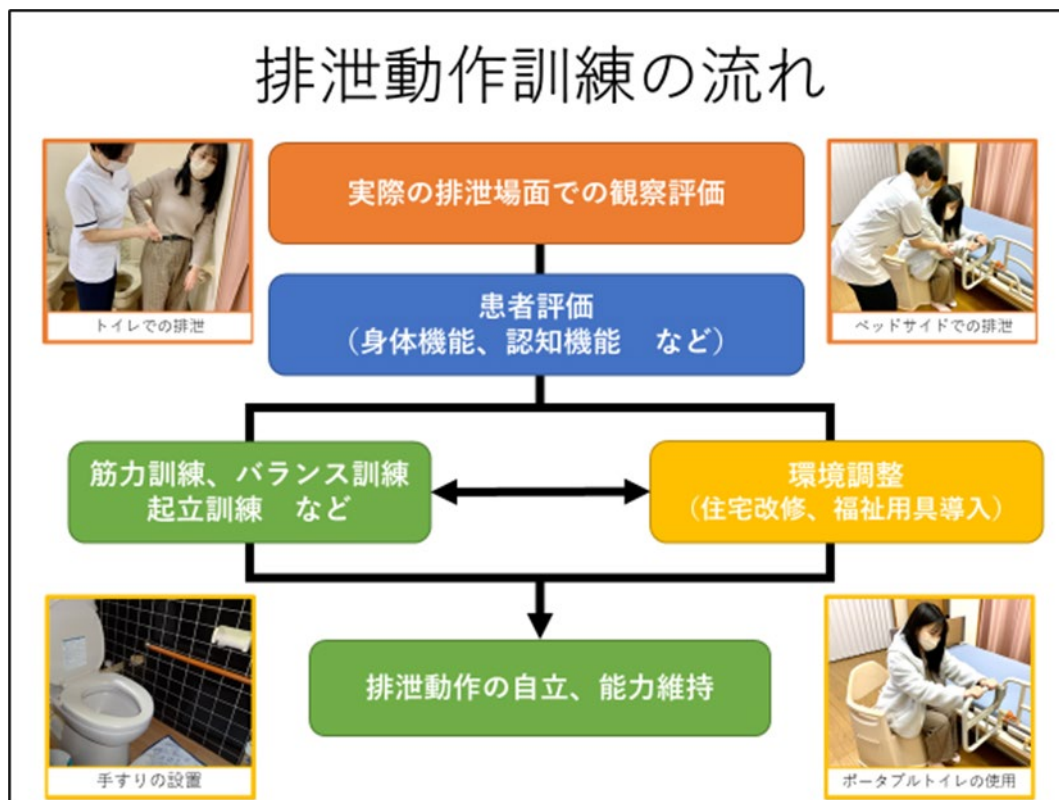 排泄動作訓練の流れ
実際の排泄場面での観察評価
トイレでの排泄
ベッドサイドでの排泄
患者評価
（身体機能、認知機能　など）
筋力訓練、バランス訓練
起立訓練　など
環境調整
（住宅改修、福祉用具導入）
排泄動作の自立、能力維持
手すりの設置
ポータブルトイレの使用